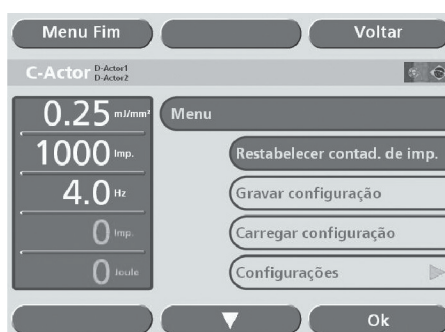 Menu Fim
Voltar
C-Actor D-Actor1
D-Actor2
0.25 mJ/mm²
Menu
1000 Imp.
Restabelecer contad. de imp.
4.0 Hz
Gravar configuração
0 Imp.
Carregar configuração
0 Joule
Configurações
Ok